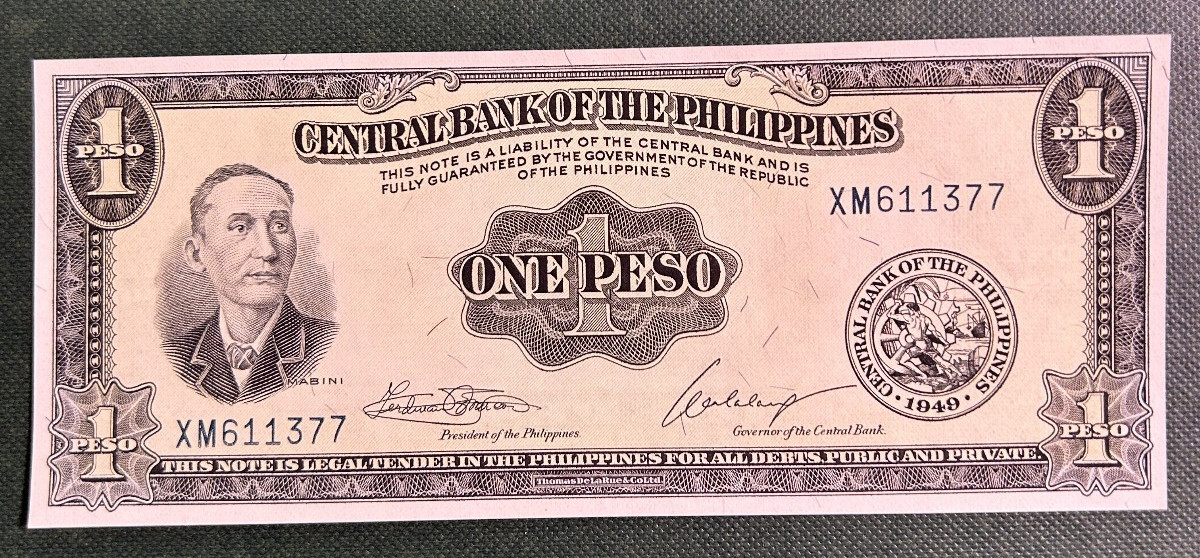 1
PESO
1
PESO
CENTRAL BANK OF THE PHILIPPINES
THIS NOTE IS A LIABILITY OF THE CENTRAL BANK AND IS
FULLY GUARANTEED BY THE GOVERNMENT OF THE REPUBLIC
OF THE PHILIPPINES
XM611377
1
ONE PESO
CENTRAL BANK OF THE PHILIPPINES
·1949·
MABINI
XM611377
President of the Philippines.
Governor of the Central Bank.
1
PESO
1
PESO
THIS NOTE IS LEGAL TENDER IN THE PHILIPPINES FOR ALL DEBTS, PUBLIC AND PRIVATE.
Thomas De La Rue & Co Ltd